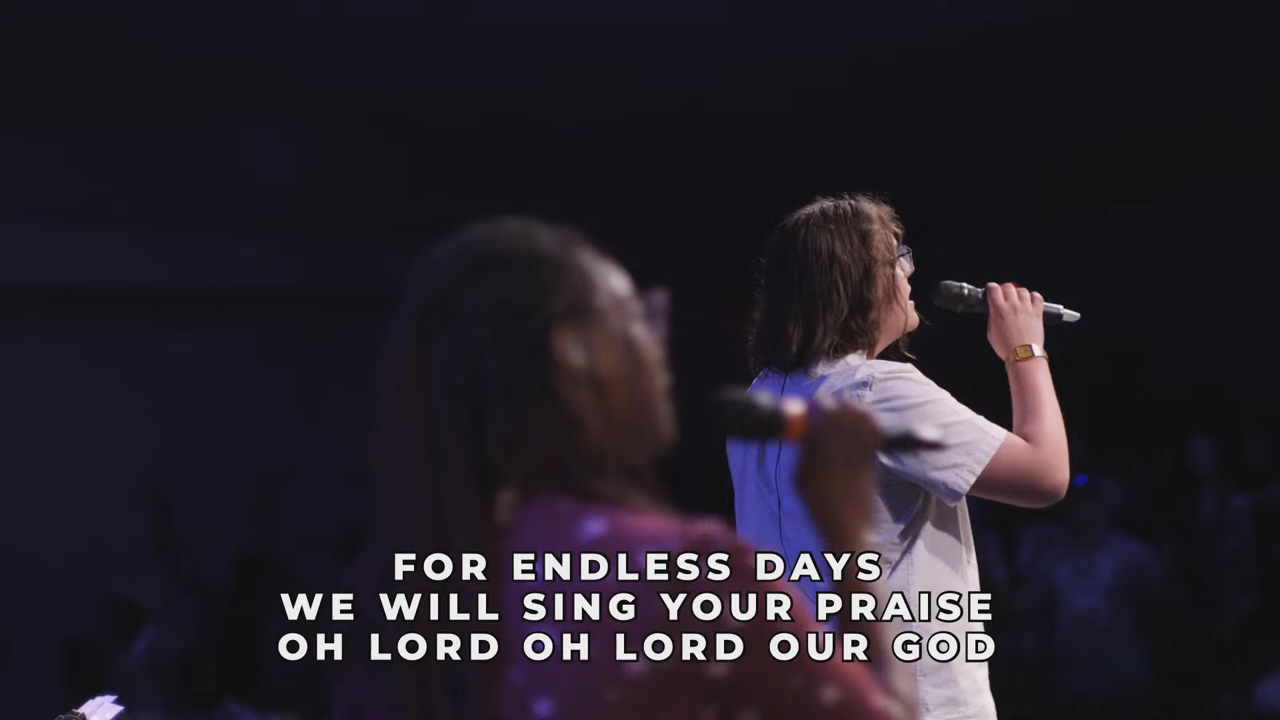 FOR ENDLESS DAYS
WE WILL SING YOUR PRAISE
OH LORD OH LORD OUR GOD